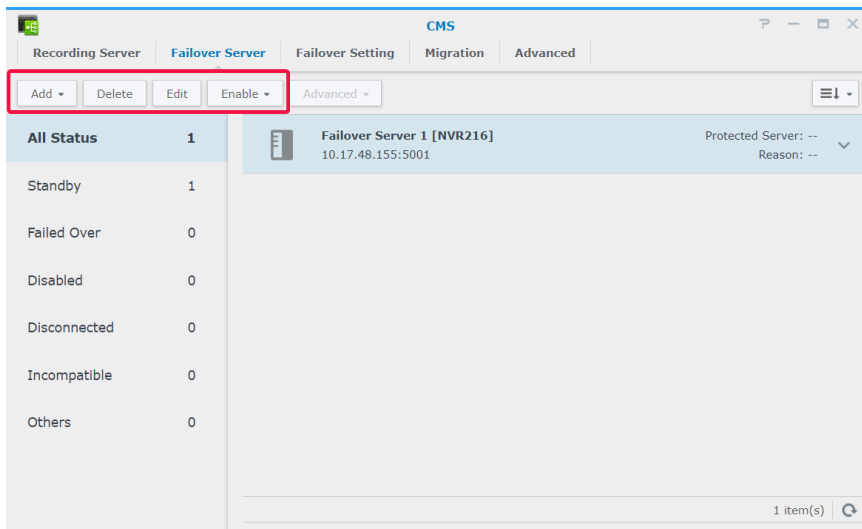 CMS
Recording Server Failover Server Failover Setting Migration Advanced
Add Delete Edit Enable Advanced
All Status 1
Standby 1
Failed Over 0
Disabled 0
Disconnected 0
Incompatible 0
Others 0
Failover Server 1 [NVR216] Protected Server: --
10.17.48.155:5001 Reason: --
1 item(s)